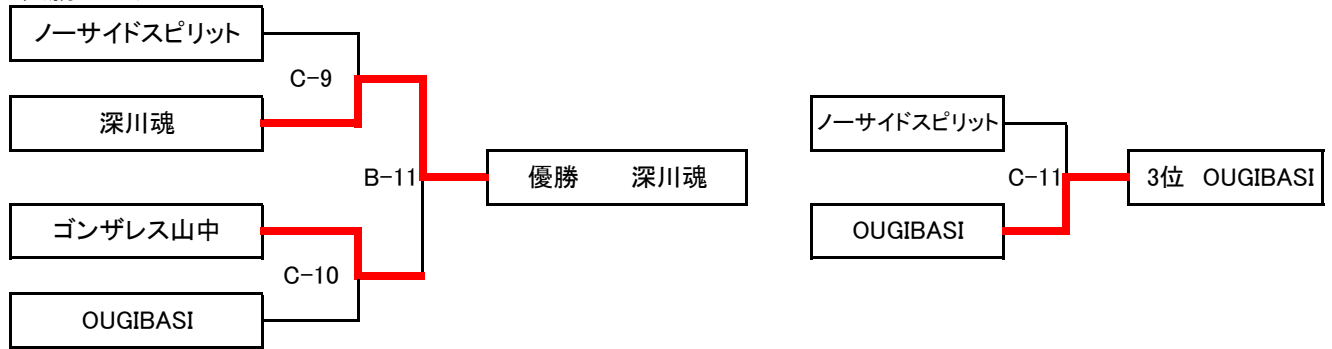 ノーサイドスピリット
C-9
深川魂
B-11
優勝　　深川魂
ゴンザレス山中
C-10
OUGIBASI
ノーサイドスピリット
C-11
3位　OUGIBASI
OUGIBASI